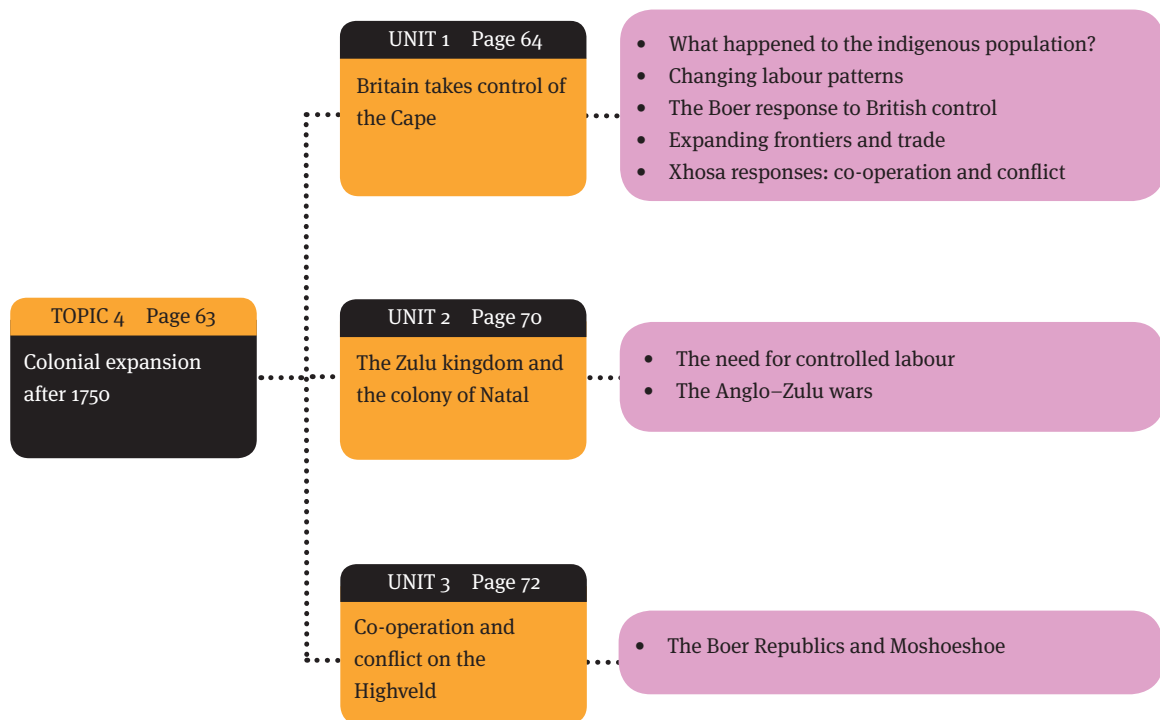 UNIT 1 Page 64
Britain takes control of
the Cape
• What happened to the indigenous population?
• Changing labour patterns
• The Boer response to British control
• Expanding frontiers and trade
• Xhosa responses: co-operation and conflict
TOPIC 4 Page 63
Colonial expansion
after 1750
UNIT 2 Page 70
The Zulu kingdom and
the colony of Natal
• The need for controlled labour
• The Anglo–Zulu wars
UNIT 3 Page 72
Co-operation and
conflict on the
Highveld
• The Boer Republics and Moshoeshoe